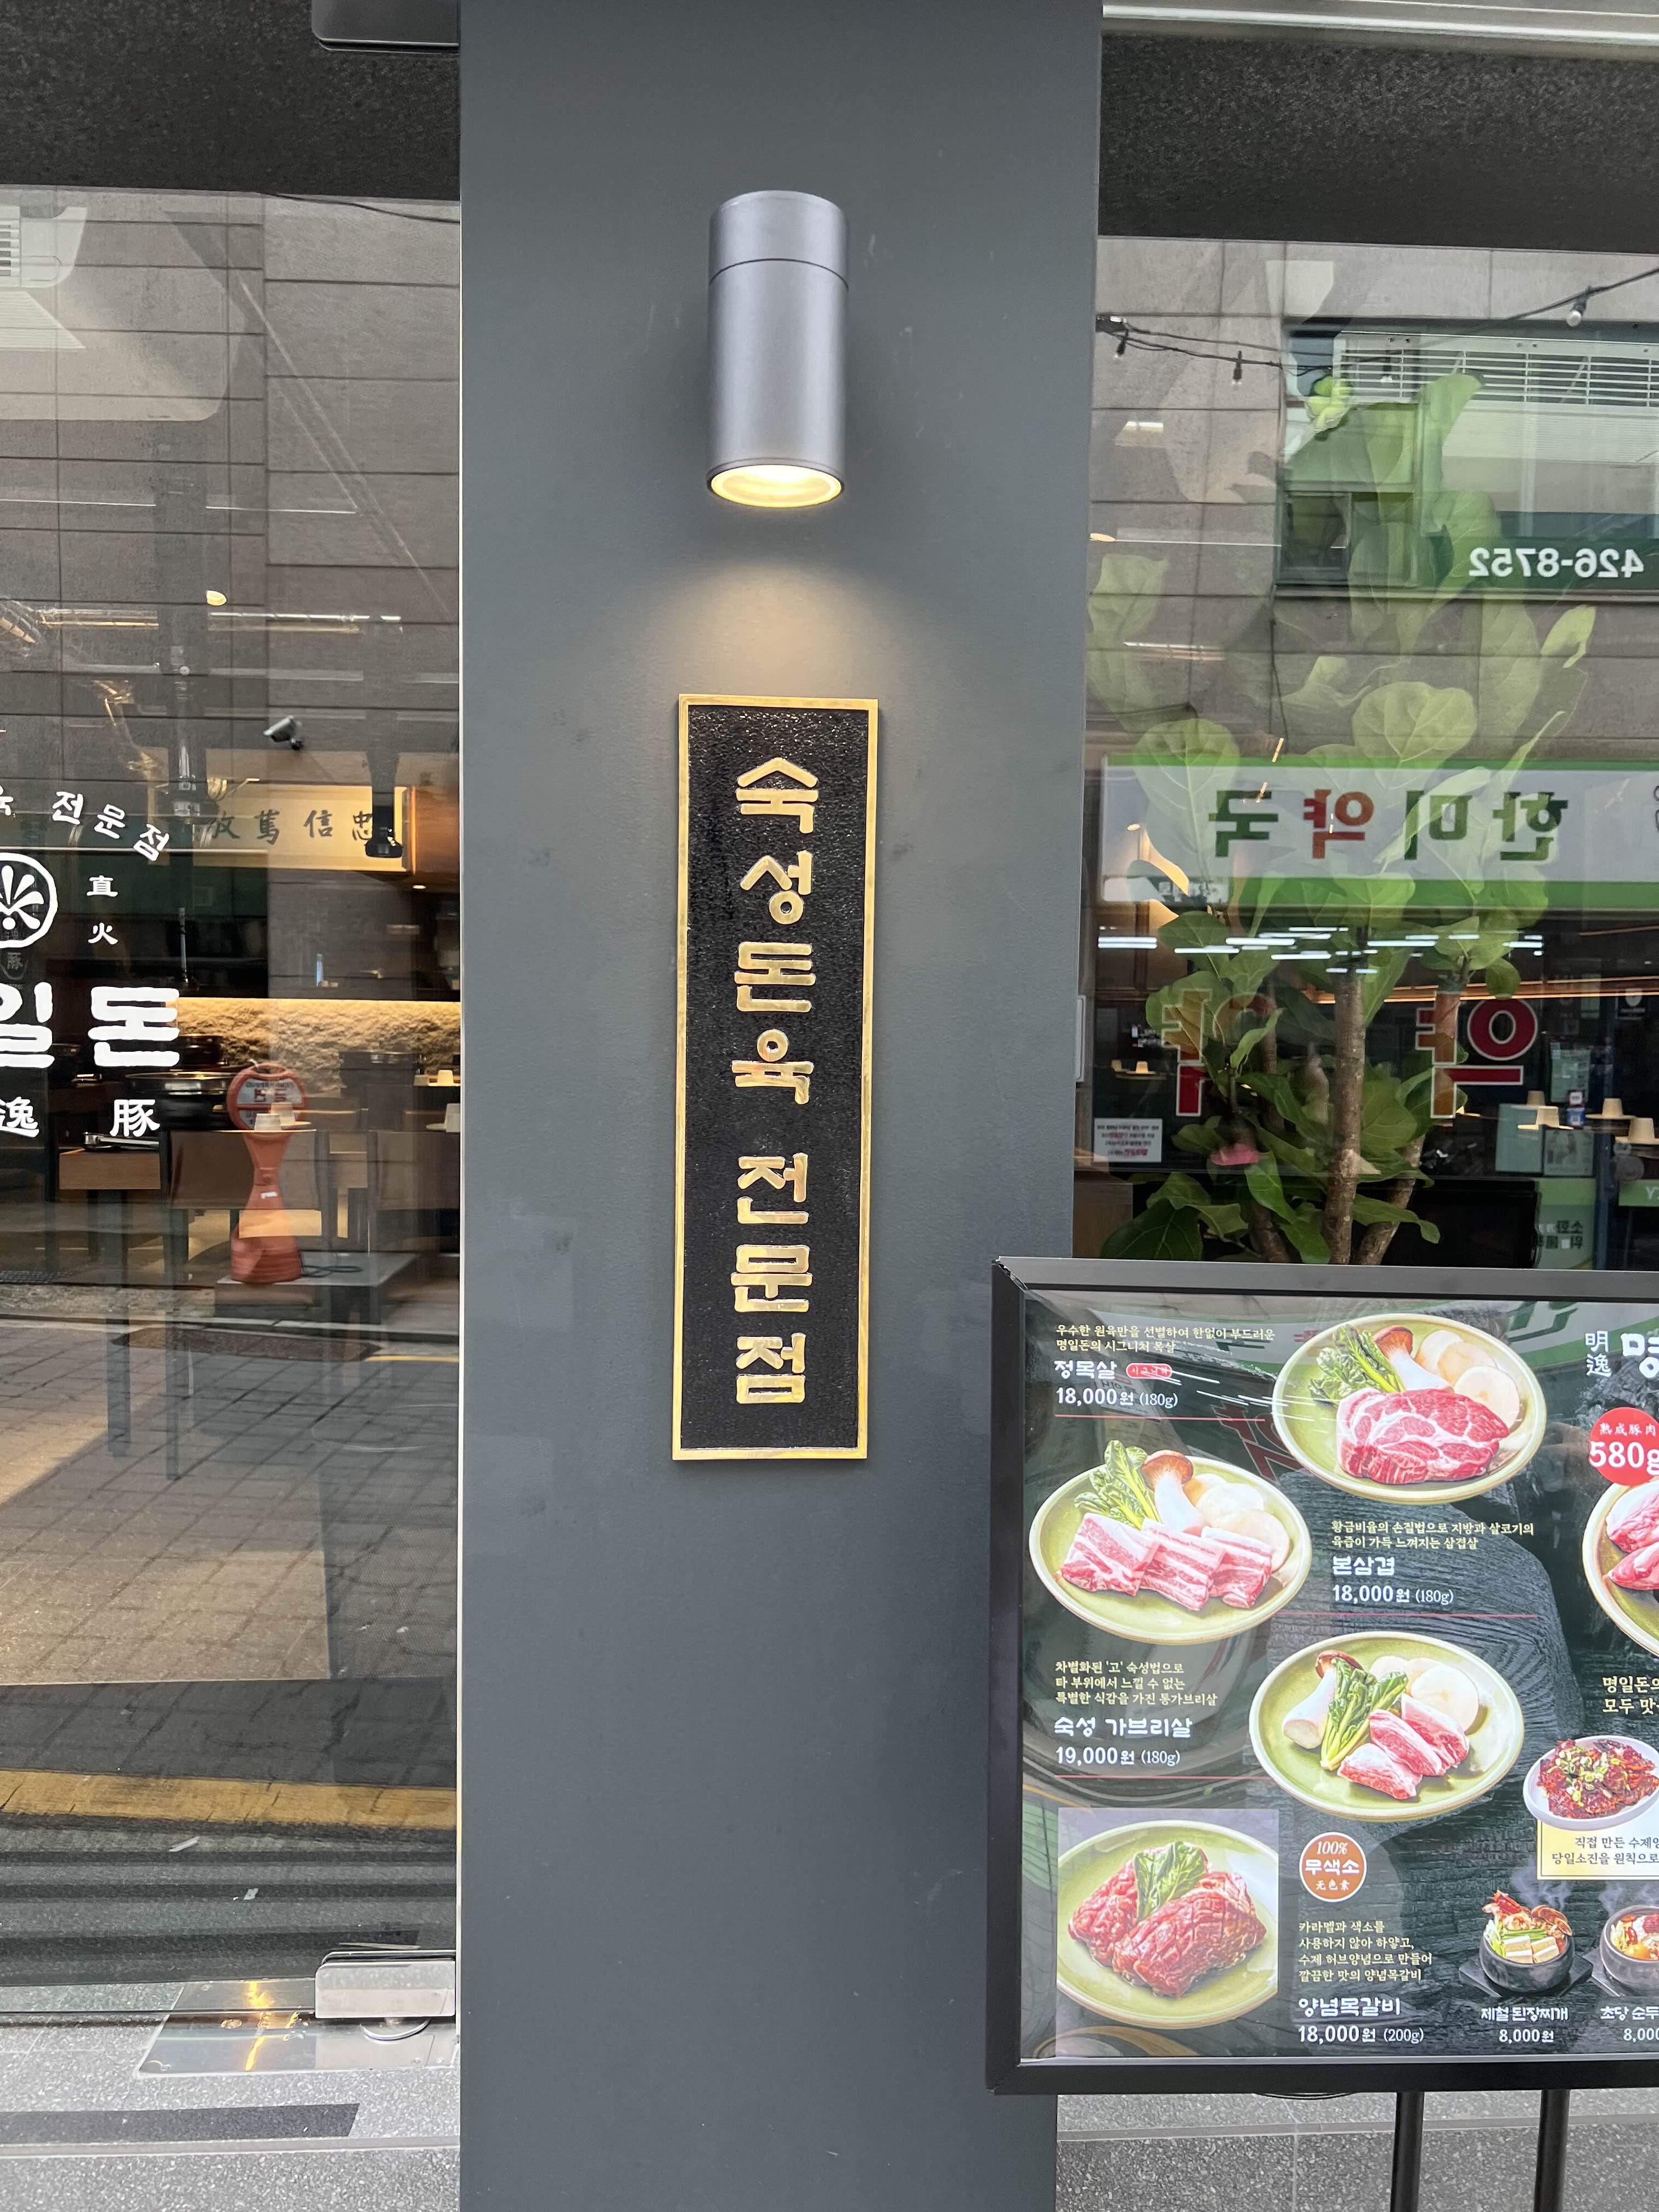 전문점
直
火
일돈
逸 豚
篤信忠
숙성돈육 전문점
426-8752
한미약국
약
약
우수한 원육만을 선별하여 한없이 부드러운
명일돈의 시그니처 목살
정목살 시그니처
18,000원 (180g)
황금비율의 손질법으로 지방과 살코기의
육즙이 가득 느껴지는 삼겹살
본삼겹
18,000원 (180g)
차별화된 '고' 숙성법으로
타 부위에서 느낄 수 없는
특별한 식감을 가진 통가브리살
숙성 가브리살
19,000원 (180g)
100%
무색소
无色素
카라멜과 색소를
사용하지 않아 하얗고,
수제 허브양념으로 만들어
깔끔한 맛의 양념목갈비
양념목갈비
18,000원 (200g)
明逸
熟成豚肉
580g
명일돈의
모두 맛
직접 만든 수제양
당일소진을 원칙으로
제철 된장찌개
8,000원
초당 순두
8,000